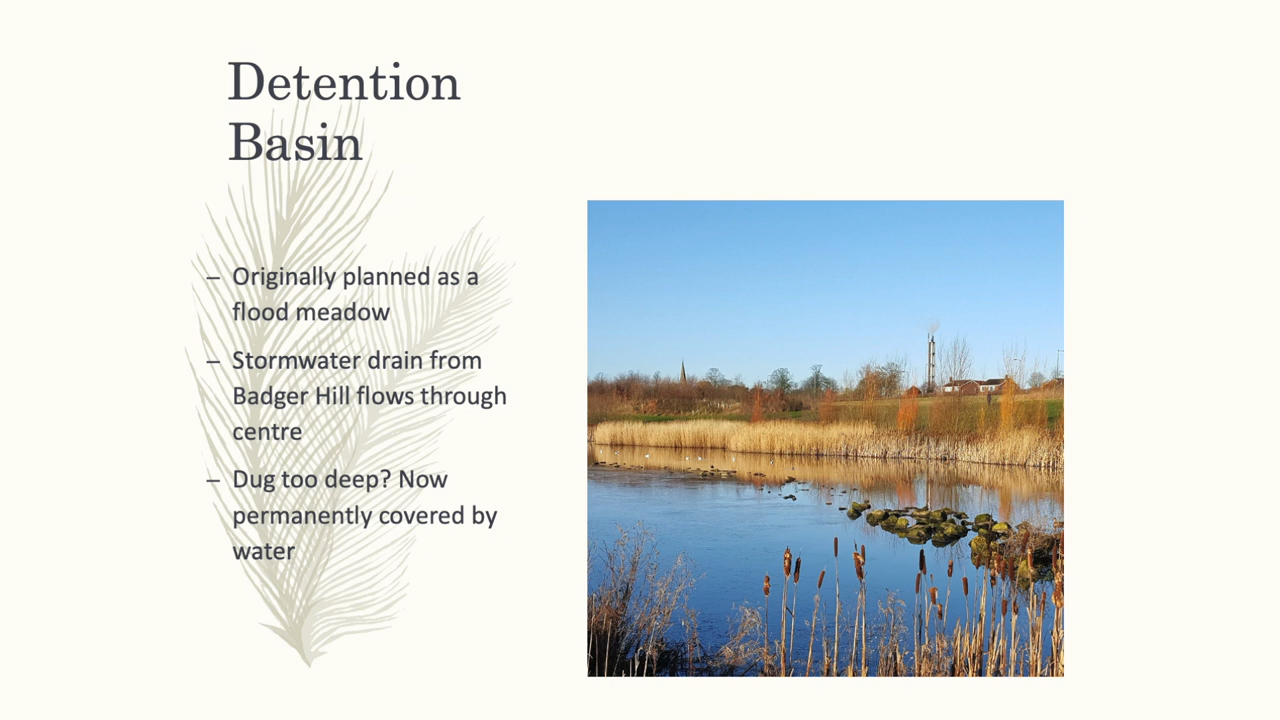 Detention
Basin
– Originally planned as a
flood meadow
– Stormwater drain from
Badger Hill flows through
centre
– Dug too deep? Now
permanently covered by
water